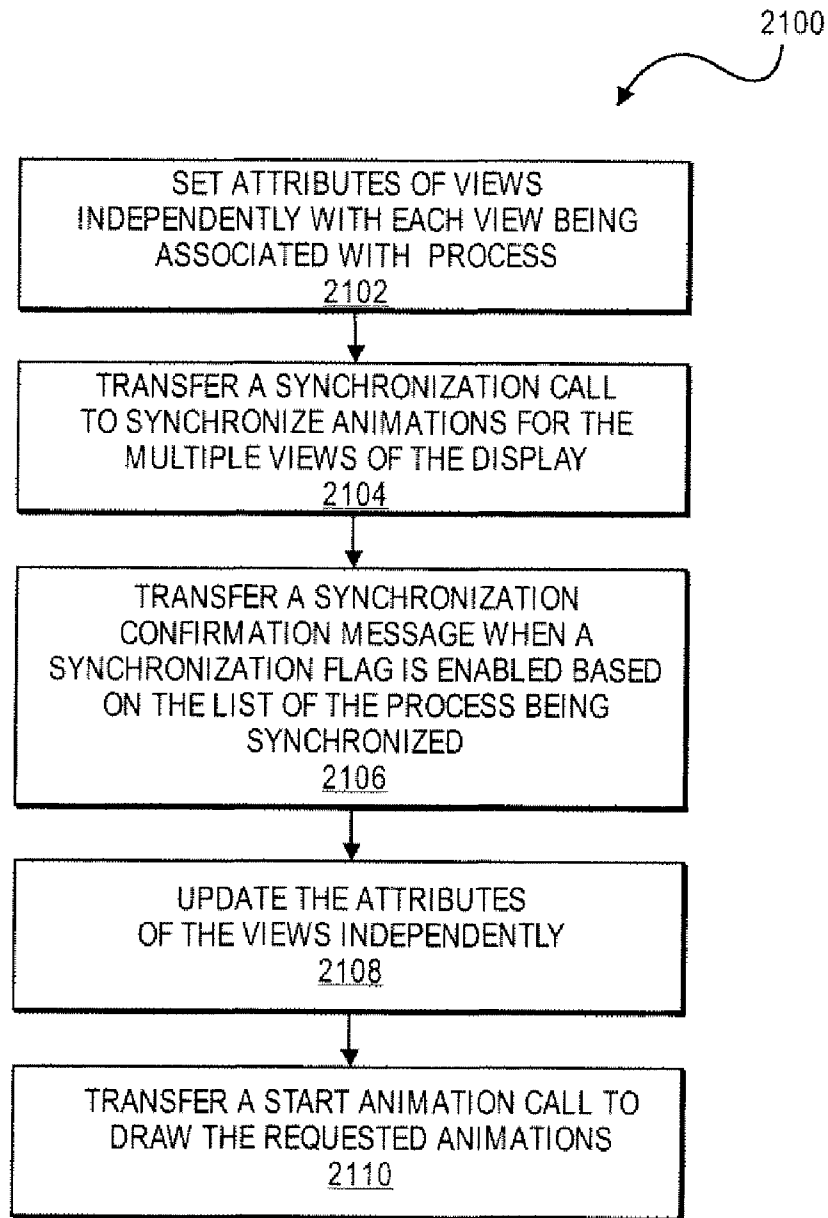 2100
SET ATTRIBUTES OF VIEWS
INDEPENDENTLY WITH EACH VIEW BEING
ASSOCIATED WITH PROCESS
2102
TRANSFER A SYNCHRONIZATION CALL
TO SYNCHRONIZE ANIMATIONS FOR THE
MULTIPLE VIEWS OF THE DISPLAY
2104
TRANSFER A SYNCHRONIZATION
CONFIRMATION MESSAGE WHEN A
SYNCHRONIZATION FLAG IS ENABLED BASED
ON THE LIST OF THE PROCESS BEING
SYNCHRONIZED
2106
UPDATE THE ATTRIBUTES
OF THE VIEWS INDEPENDENTLY
2108
TRANSFER A START ANIMATION CALL TO
DRAW THE REQUESTED ANIMATIONS
2110